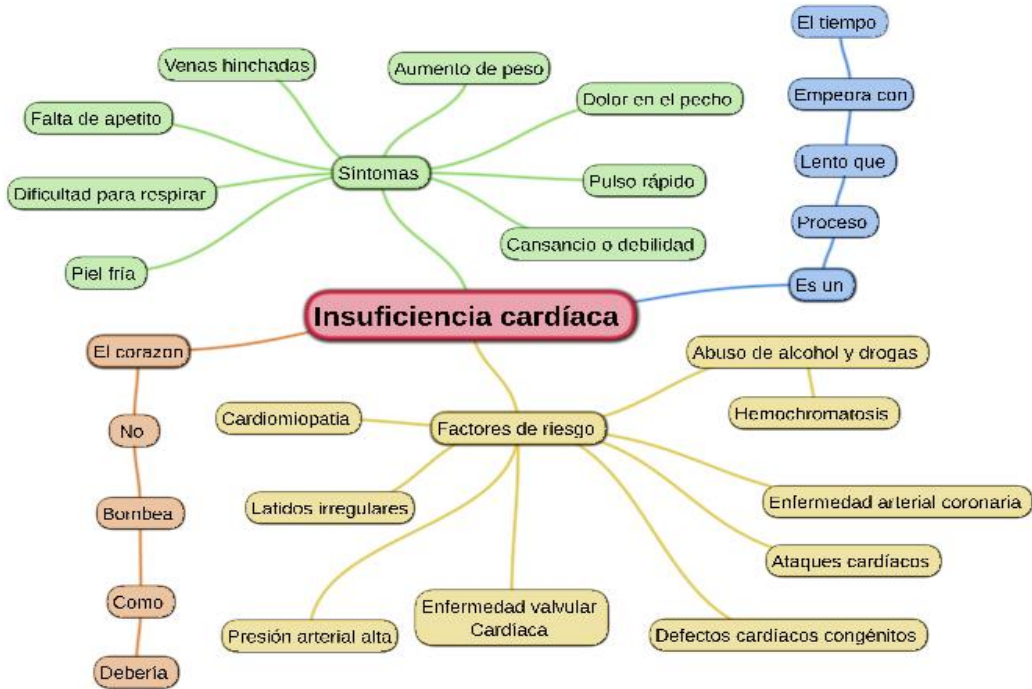 Insuficiencia cardíaca
Síntomas
Venas hinchadas
Aumento de peso
Falta de apetito
Dolor en el pecho
Dificultad para respirar
Pulso rápido
Piel fría
Cansancio o debilidad
Es un
Proceso
Lento que
Empeora con
El tiempo
El corazon
No
Bombea
Como
Debería
Factores de riesgo
Abuso de alcohol y drogas
Hemochromatosis
Cardiomiopatia
Latidos irregulares
Presión arterial alta
Enfermedad valvular
Cardíaca
Defectos cardíacos congénitos
Ataques cardíacos
Enfermedad arterial coronaria